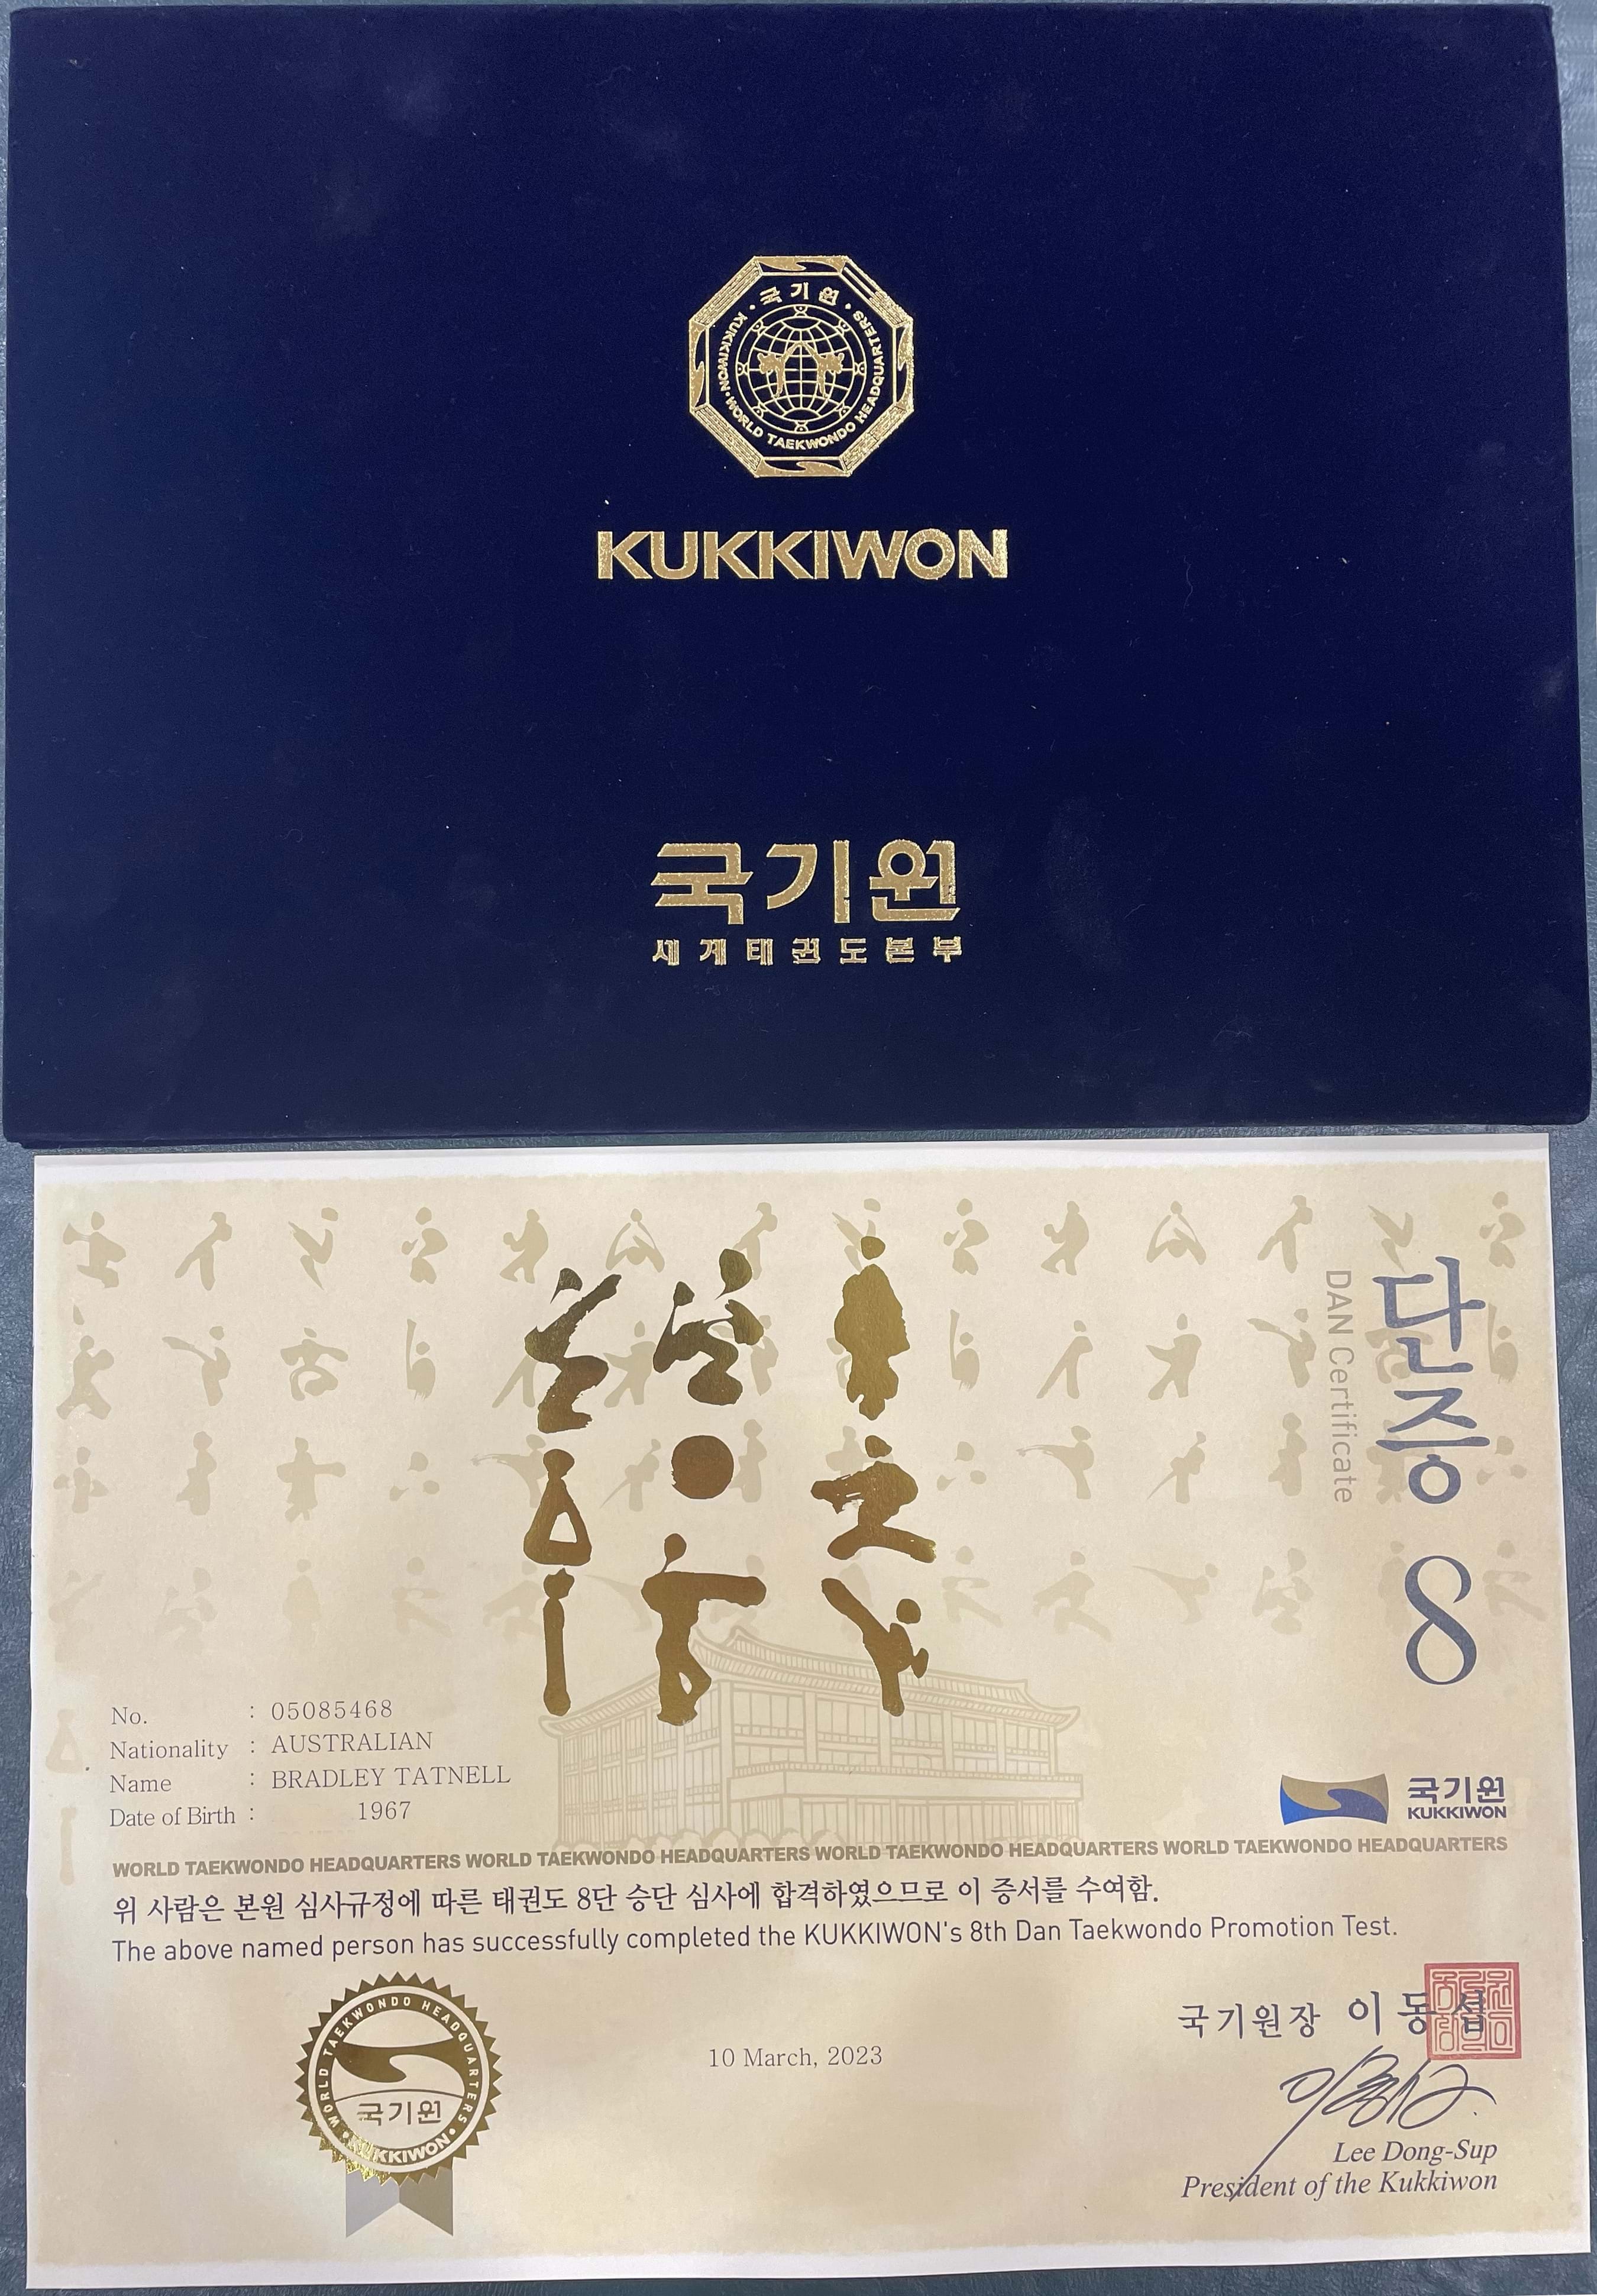 국기원
KUKKIWON · WORLD TAEKWONDO HEADQUARTERS
KUKKIWON
국기원
세계태권도본부
단증 8
DAN Certificate
No. : 05085468
Nationality : AUSTRALIAN
Name : BRADLEY TATNELL
Date of Birth : 1967
국기원
KUKKIWON
WORLD TAEKWONDO HEADQUARTERS WORLD TAEKWONDO HEADQUARTERS WORLD TAEKWONDO HEADQUARTERS WORLD TAEKWONDO HEADQUARTERS
위 사람은 본원 심사규정에 따른 태권도 8단 승단 심사에 합격하였으므로 이 증서를 수여함.
The above named person has successfully completed the KUKKIWON's 8th Dan Taekwondo Promotion Test.
국기원장 이동섭
WORLD TAEKWONDO HEADQUARTERS
국기원
KUKKIWON
10 March, 2023
Lee Dong-Sup
President of the Kukkiwon